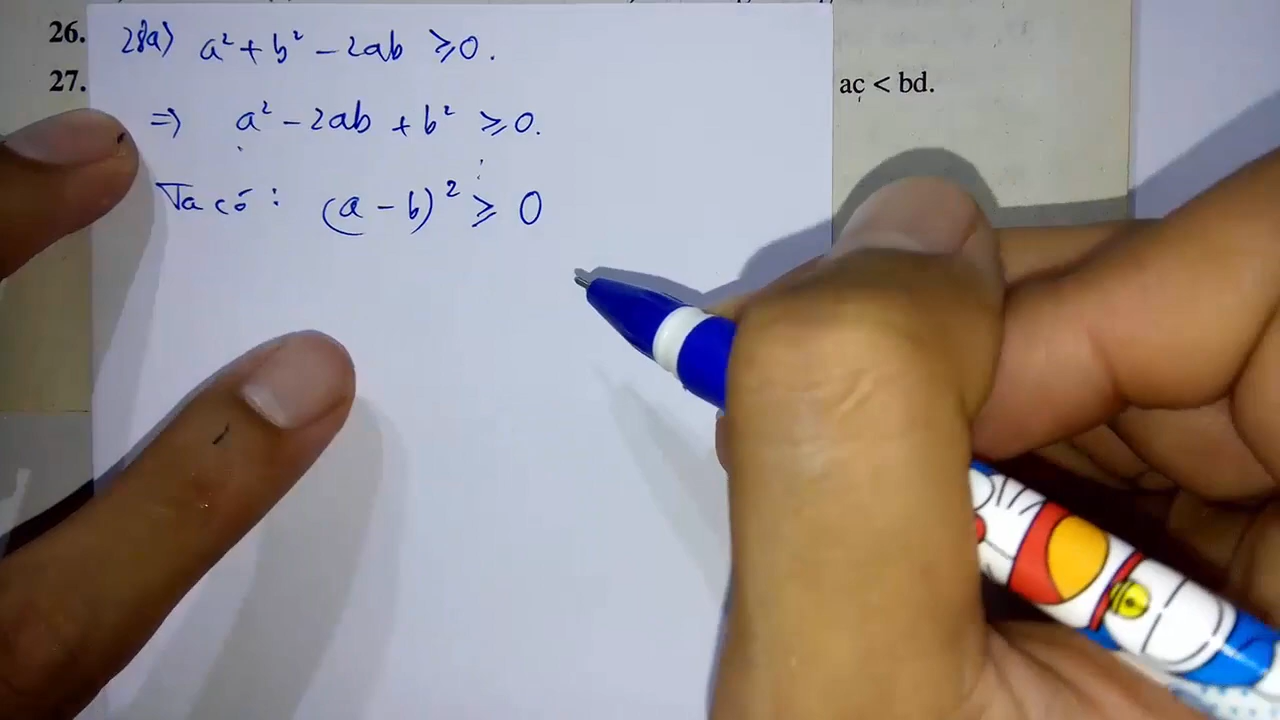 26.
28a) a² + b² - 2ab ≥ 0.
27.
ac < bd.
=> a² - 2ab + b² ≥ 0.
Ta có : (a - b)² ≥ 0